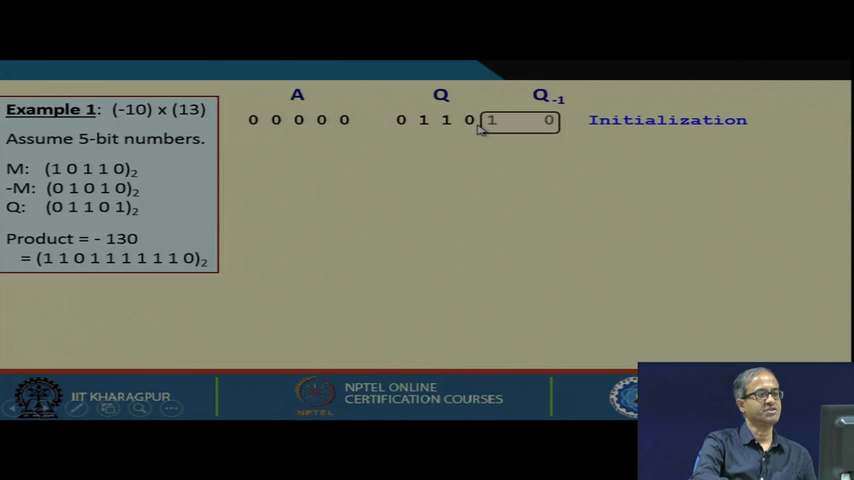 A Q Q-1
Example 1: (-10) x (13)
0 0 0 0 0 0 1 1 0 1 0 Initialization
Assume 5-bit numbers.
M: (1 0 1 1 0)2
-M: (0 1 0 1 0)2
Q: (0 1 1 0 1)2
Product = - 130
= (1 1 0 1 1 1 1 1 1 0)2
IIT KHARAGPUR
NPTEL
NPTEL ONLINE
CERTIFICATION COURSES